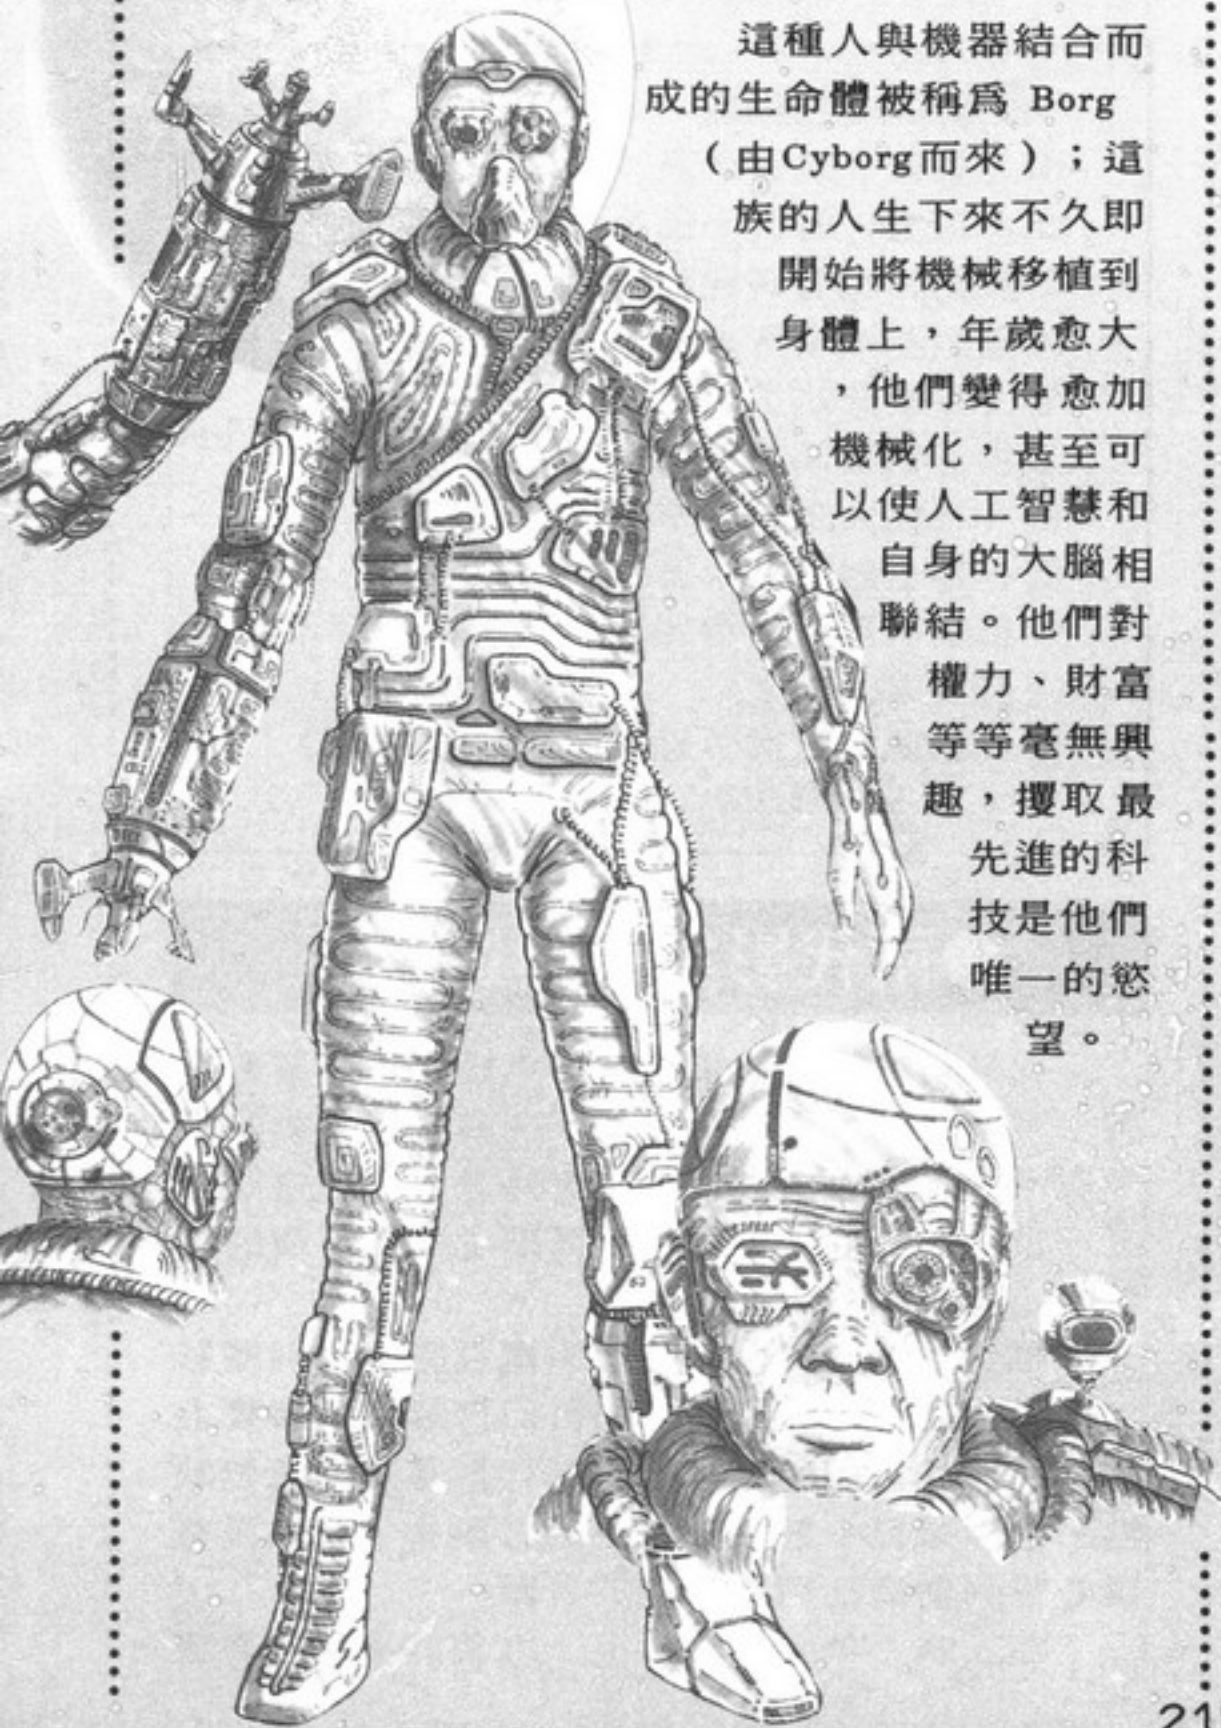 這種人與機器結合而
成的生命體被稱爲 Borg
（由Cyborg而來）；這
族的人生下來不久即
開始將機械移植到
身體上，年歲愈大
，他們變得愈加
機械化，甚至可
以使人工智慧和
自身的大腦相
聯結。他們對
權力、財富
等等毫無興
趣，攫取最
先進的科
技是他們
唯一的慾
望。
21